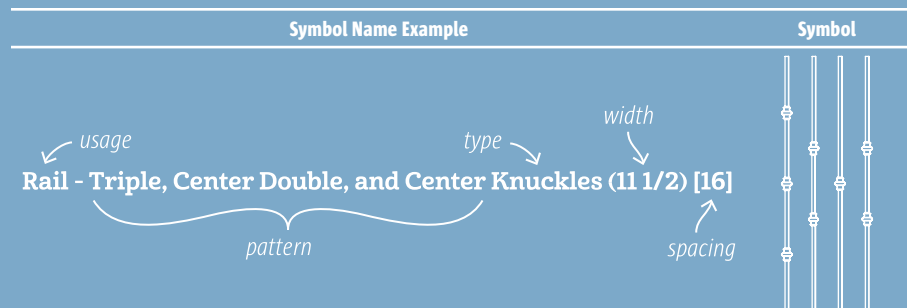 Symbol Name Example
Symbol
width
usage
type
Rail - Triple, Center Double, and Center Knuckles (11 1/2) [16]
pattern
spacing